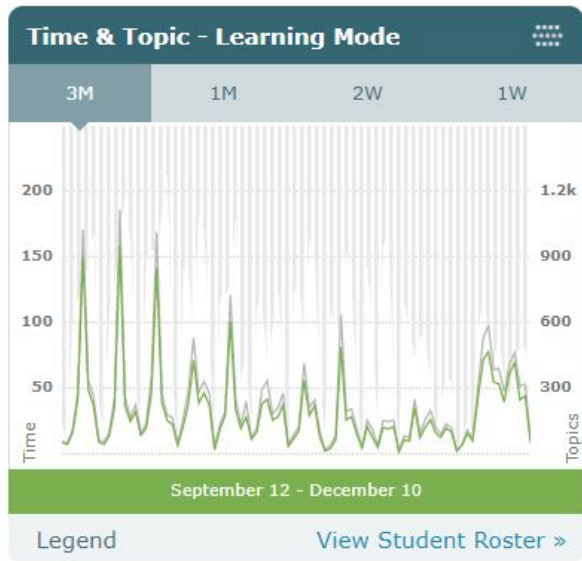 Time & Topic - Learning Mode
3M 1M 2W 1W
200 1.2k
150 900
100 600
50 300
Time Topics
September 12 - December 10
Legend View Student Roster »